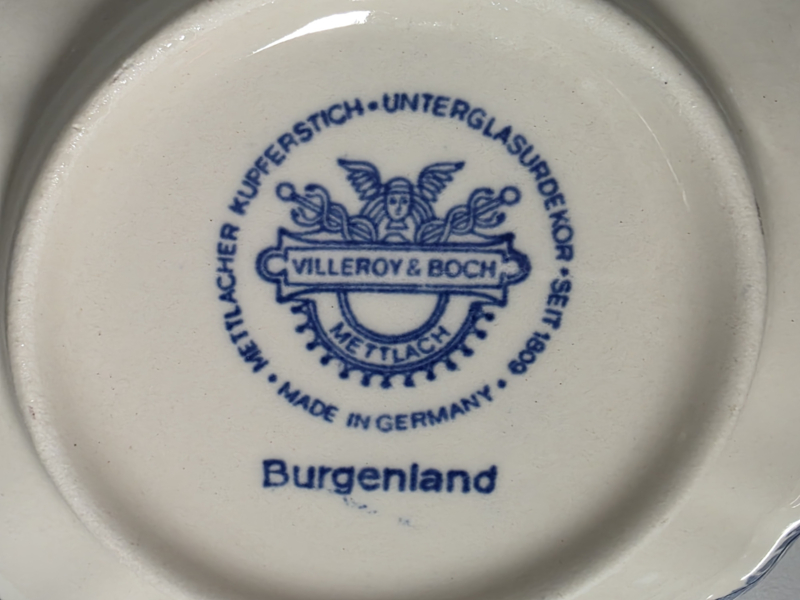 METTLACHER KUPFERSTICH • UNTERGLASURDEKOR • SEIT 1809 •
VILLEROY & BOCH
METTLACH
MADE IN GERMANY •
Burgenland